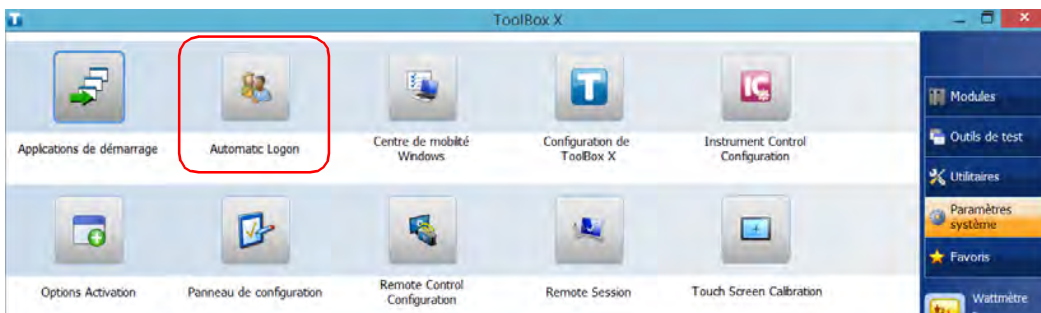 ToolBox X
Applications de démarrage
Automatic Logon
Centre de mobilité
Windows
Configuration de
ToolBox X
Instrument Control
Configuration
Options Activation
Panneau de configuration
Remote Control
Configuration
Remote Session
Touch Screen Calibration
Modules
Outils de test
Utilitaires
Paramètres
système
Favoris
Wattmètre